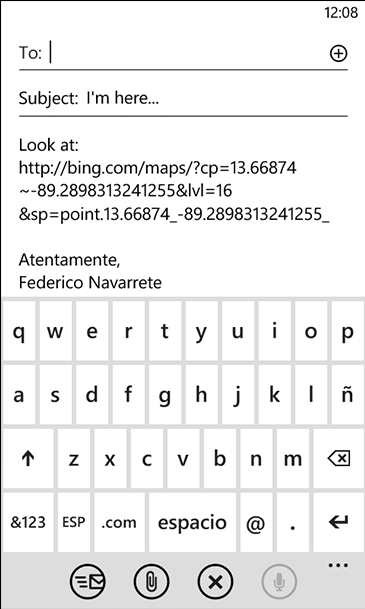 12:08
To:
Subject: I'm here...
Look at:
http://bing.com/maps/?cp=13.66874
~-89.2898313241255&lvl=16
&sp=point.13.66874_-89.2898313241255_
Atentamente,
Federico Navarrete
q w e r t y u i o p
a s d f g h j k l ñ
z x c v b n m
&123 ESP .com espacio @ .